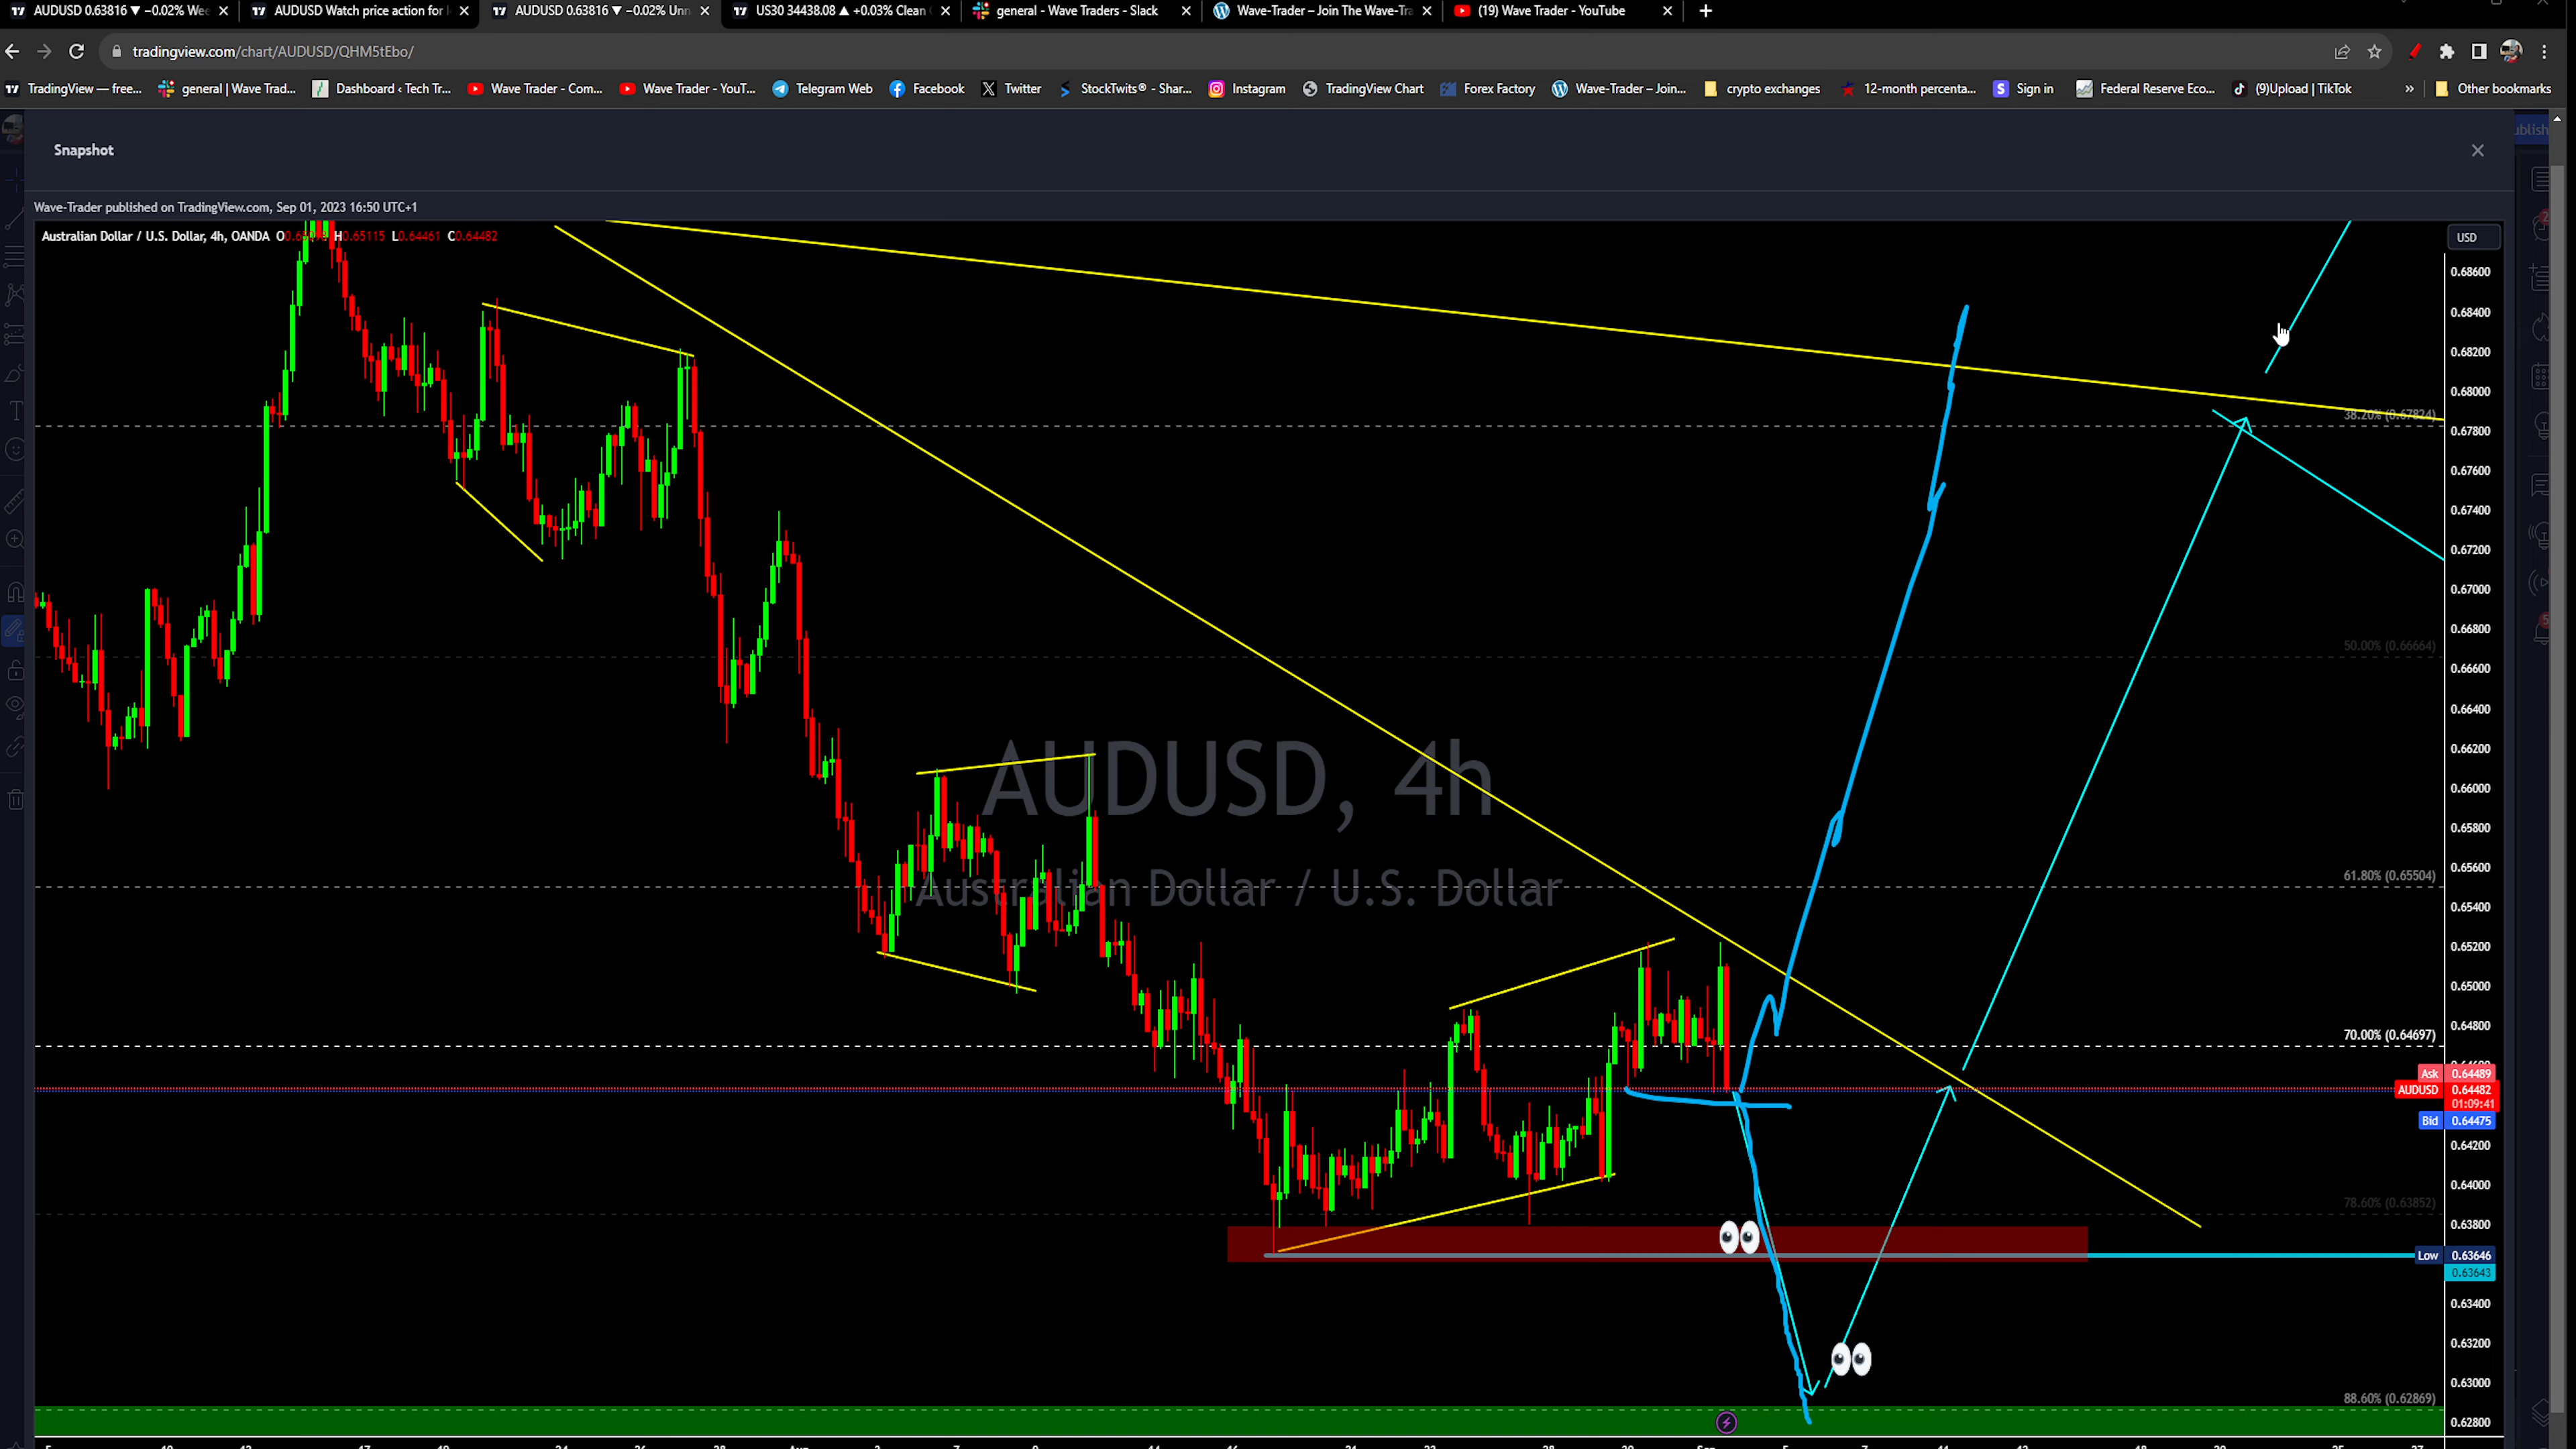 AUDUSD 0.63816 ▼ −0.02% Wee
AUDUSD Watch price action for l
AUDUSD 0.63816 ▼ −0.02% Unn
US30 34438.08 ▲ +0.03% Clean
general - Wave Traders - Slack
Wave-Trader – Join The Wave-Tra
(19) Wave Trader - YouTube
tradingview.com/chart/AUDUSD/QHM5tEbo/
TradingView — free...
general | Wave Trad...
Dashboard ‹ Tech Tr...
Wave Trader - Com...
Wave Trader - YouT...
Telegram Web
Facebook
Twitter
StockTwits® - Shar...
Instagram
TradingView Chart
Forex Factory
Wave-Trader – Join...
crypto exchanges
12-month percenta...
Sign in
Federal Reserve Eco...
(9)Upload | TikTok
»
Other bookmarks
Snapshot
ublish
Wave-Trader published on TradingView.com, Sep 01, 2023 16:50 UTC+1
Australian Dollar / U.S. Dollar, 4h, OANDA H0.65115 L0.64461 C0.64482
USD
0.68600
0.68400
0.68200
0.68000
38.20% (0.67824)
0.67800
0.67600
0.67400
0.67200
0.67000
0.66800
50.00% (0.66664)
0.66600
0.66400
0.66200
AUDUSD, 4h
0.66000
0.65800
0.65600
61.80% (0.65504)
Australian Dollar / U.S. Dollar
0.65400
0.65200
0.65000
0.64800
70.00% (0.64697)
Ask 0.64489
AUDUSD 0.64482
01:09:41
Bid 0.64475
0.64200
0.64000
78.60% (0.63852)
0.63800
Low 0.63646
0.63643
0.63400
0.63200
0.63000
88.60% (0.62869)
0.62800